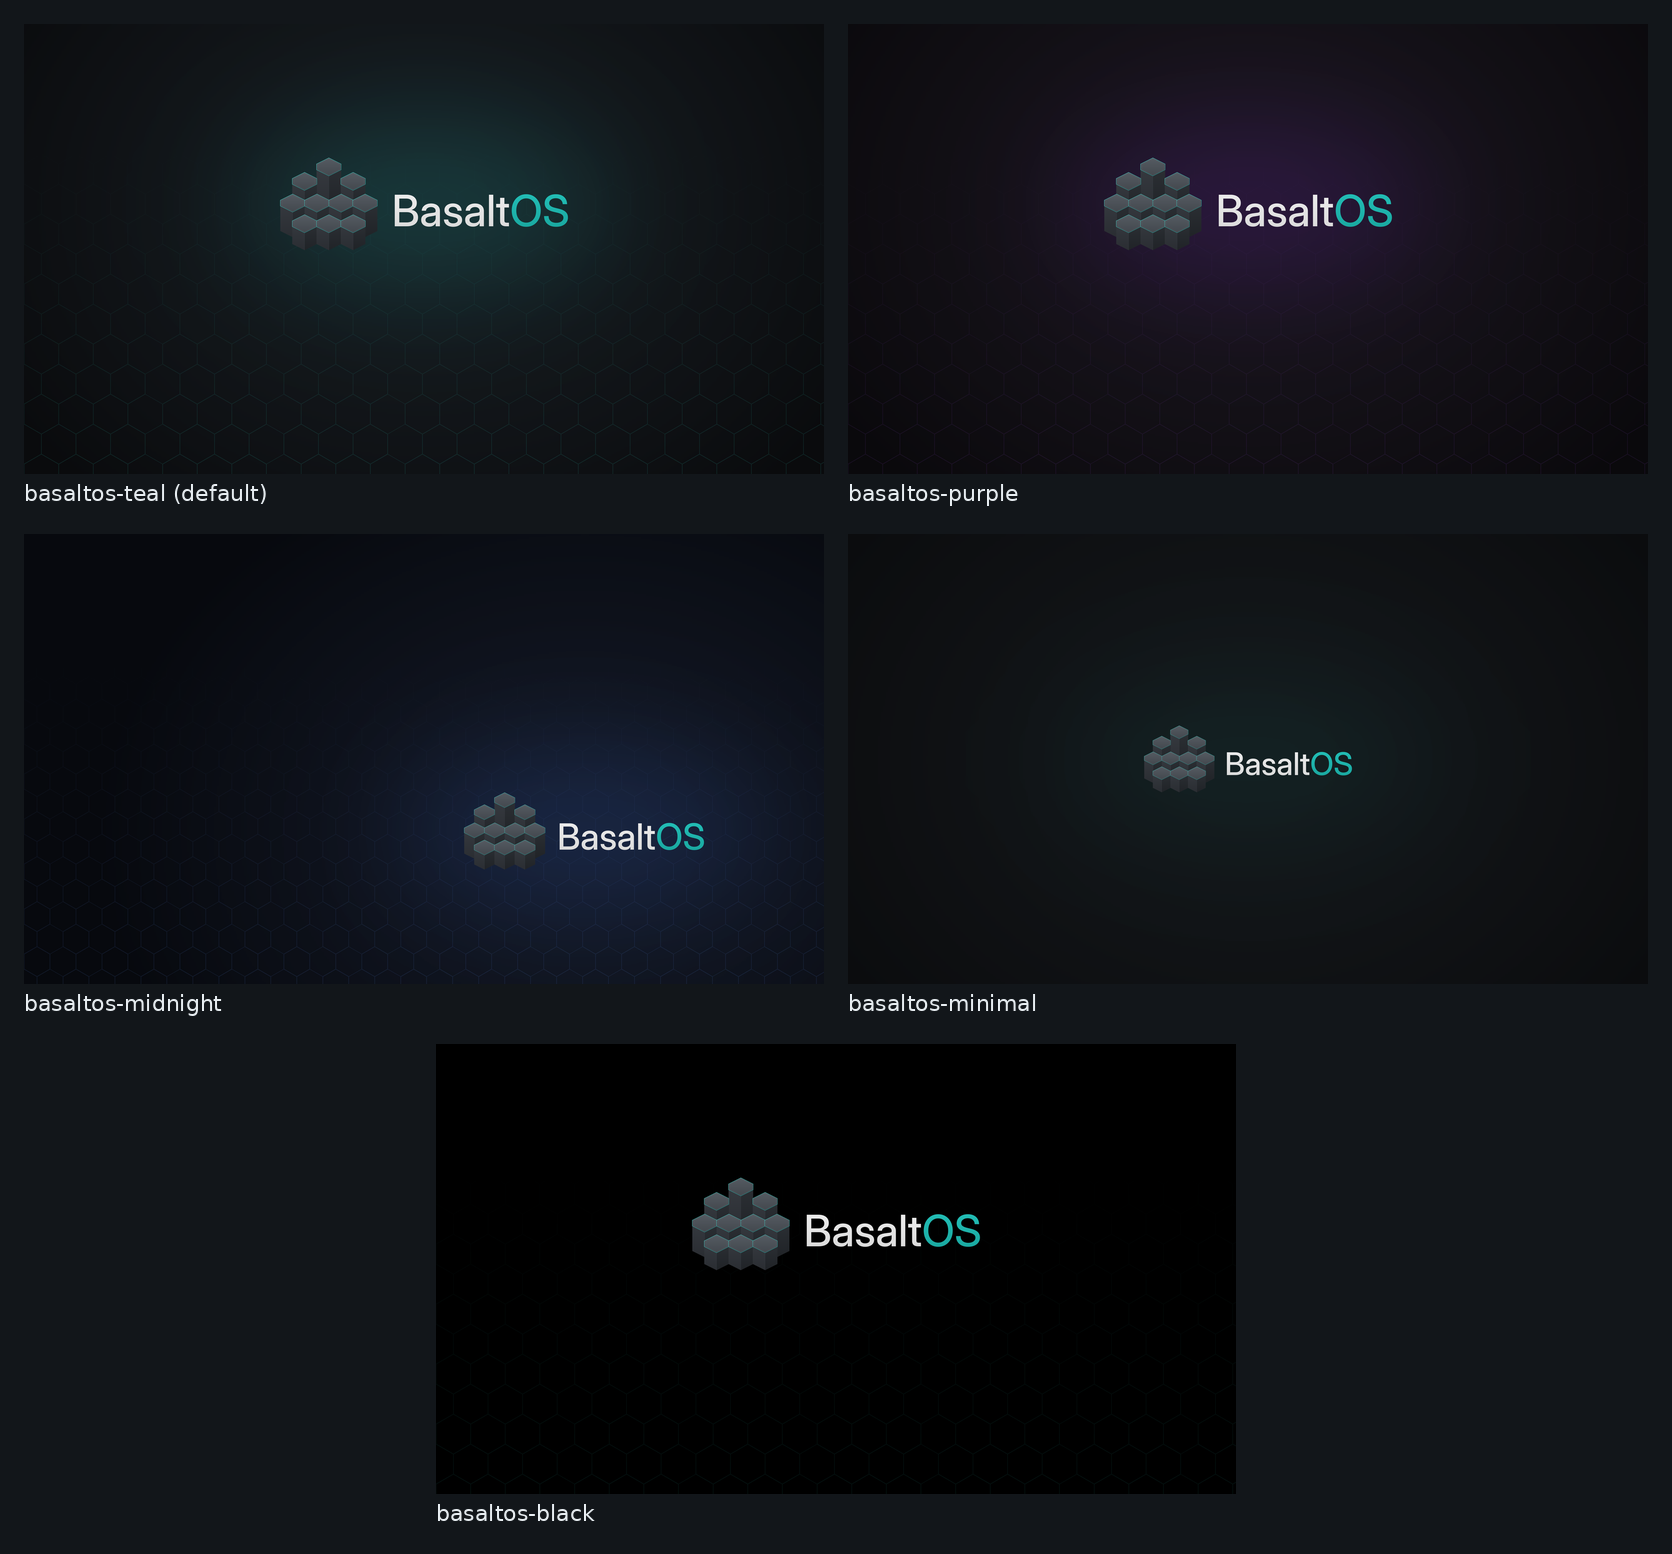 BasaltOS
BasaltOS
basaltos-teal (default)
basaltos-purple
BasaltOS
BasaltOS
basaltos-midnight
basaltos-minimal
BasaltOS
basaltos-black